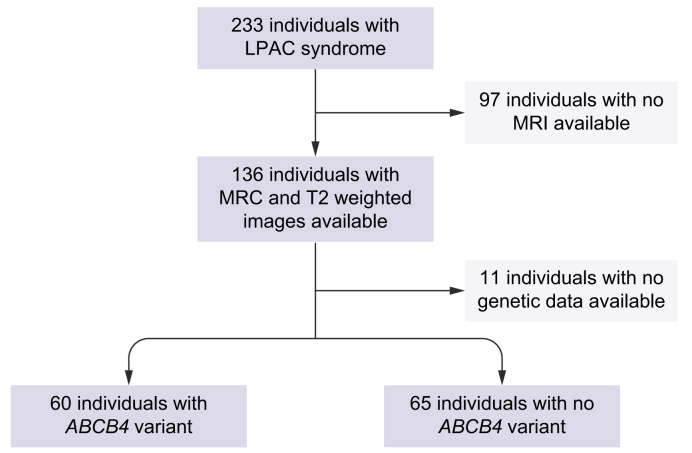 233 individuals with
LPAC syndrome
97 individuals with no
MRI available
136 individuals with
MRC and T2 weighted
images available
11 individuals with no
genetic data available
60 individuals with
ABCB4 variant
65 individuals with no
ABCB4 variant